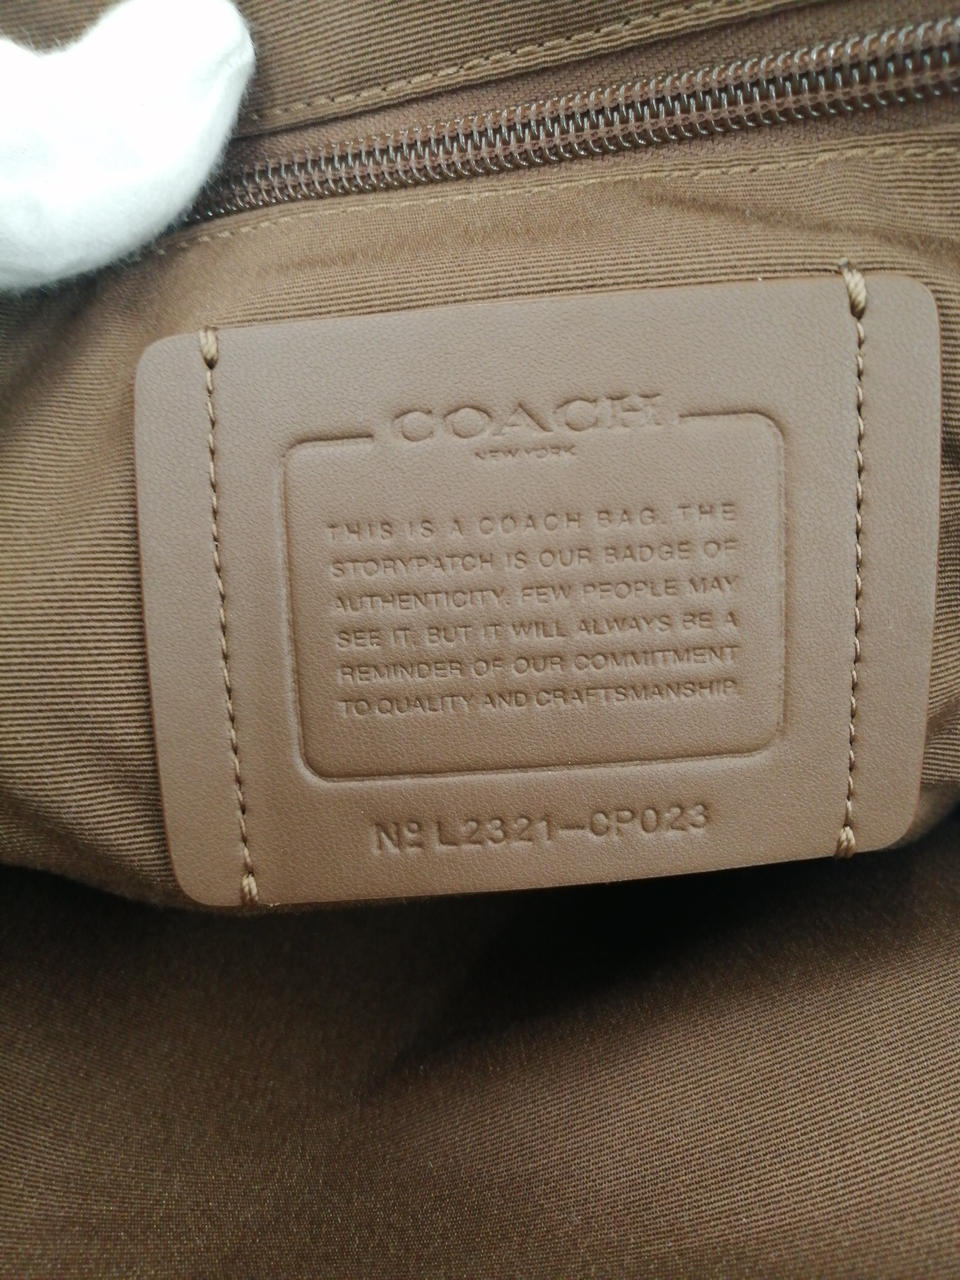 COACH
NEW YORK
THIS IS A COACH BAG. THE
STORYPATCH IS OUR BADGE OF
AUTHENTICITY. FEW PEOPLE MAY
SEE IT, BUT IT WILL ALWAYS BE A
REMINDER OF OUR COMMITMENT
TO QUALITY AND CRAFTSMANSHIP.
Nº L2321-CP023